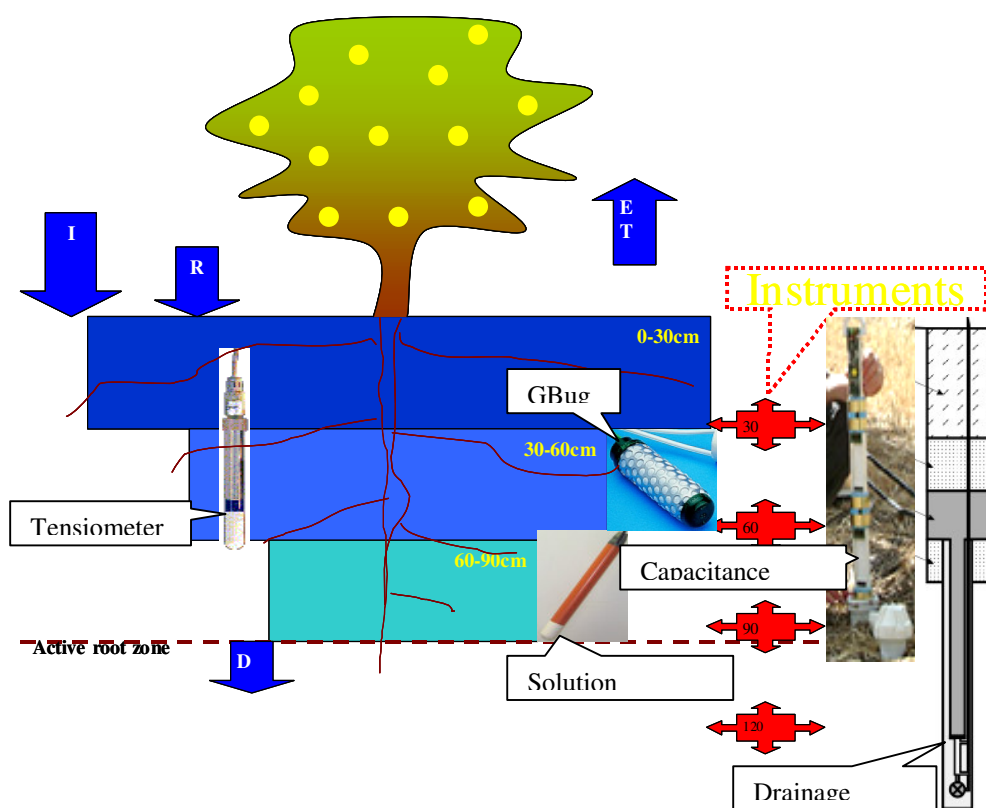 E
T
I
R
Instruments
0-30cm
GBug
30
30-60cm
Tensiometer
60
60-90cm
Capacitance
90
Active root zone
D
Solution
120
Drainage